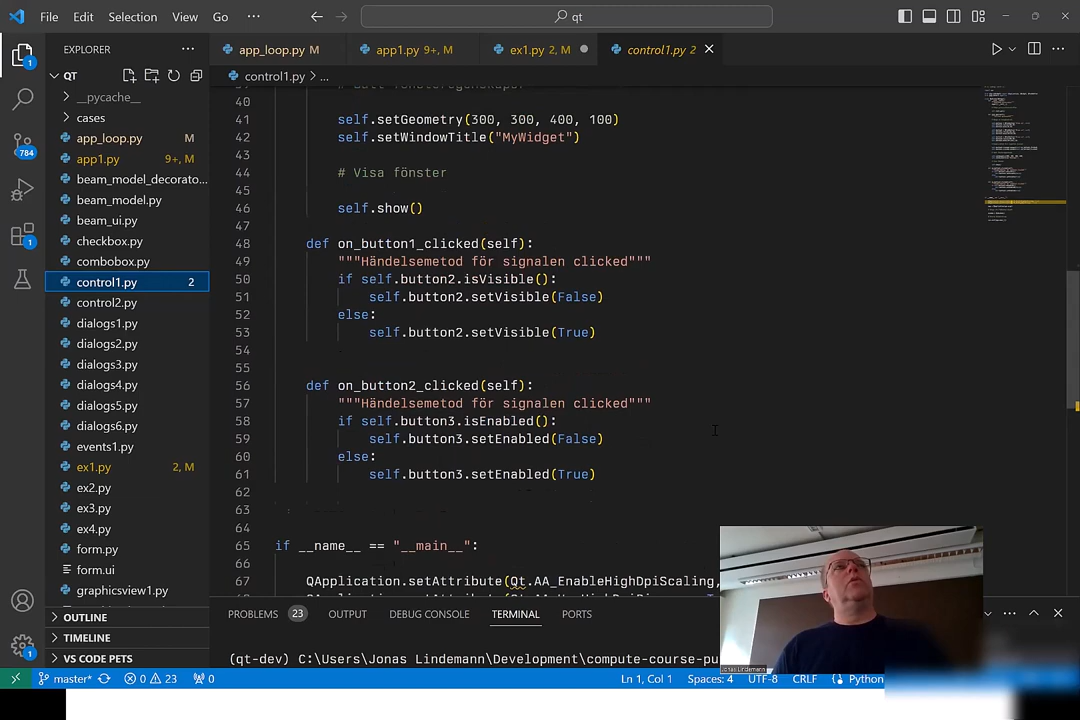 File Edit Selection View Go ··· qt
EXPLORER ···
app_loop.py M app1.py 9+, M ex1.py 2, M control1.py 2
QT
control1.py > ...
__pycache__
cases
app_loop.py M
app1.py 9+, M
beam_model_decorato...
beam_model.py
beam_ui.py
checkbox.py
combobox.py
control1.py 2
control2.py
dialogs1.py
dialogs2.py
dialogs3.py
dialogs4.py
dialogs5.py
dialogs6.py
events1.py
ex1.py 2, M
ex2.py
ex3.py
ex4.py
form.py
form.ui
graphicsview1.py
OUTLINE
TIMELINE
VS CODE PETS
1
784
1
1
40
41 self.setGeometry(300, 300, 400, 100)
42 self.setWindowTitle("MyWidget")
43
44 # Visa fönster
45
46 self.show()
47
48 def on_button1_clicked(self):
49 """Händelsemetod för signalen clicked"""
50 if self.button2.isVisible():
51 self.button2.setVisible(False)
52 else:
53 self.button2.setVisible(True)
54
55
56 def on_button2_clicked(self):
57 """Händelsemetod för signalen clicked"""
58 if self.button3.isEnabled():
59 self.button3.setEnabled(False)
60 else:
61 self.button3.setEnabled(True)
62
63
64
65 if __name__ == "__main__":
66
67 QApplication.setAttribute(Qt.AA_EnableHighDpiScaling,
PROBLEMS 23 OUTPUT DEBUG CONSOLE TERMINAL PORTS
(qt-dev) C:\Users\Jonas Lindemann\Development\compute-course-pu
Jonas Lindemann
master* 0 23 0 Ln 1, Col 1 Spaces: 4 UTF-8 CRLF Python